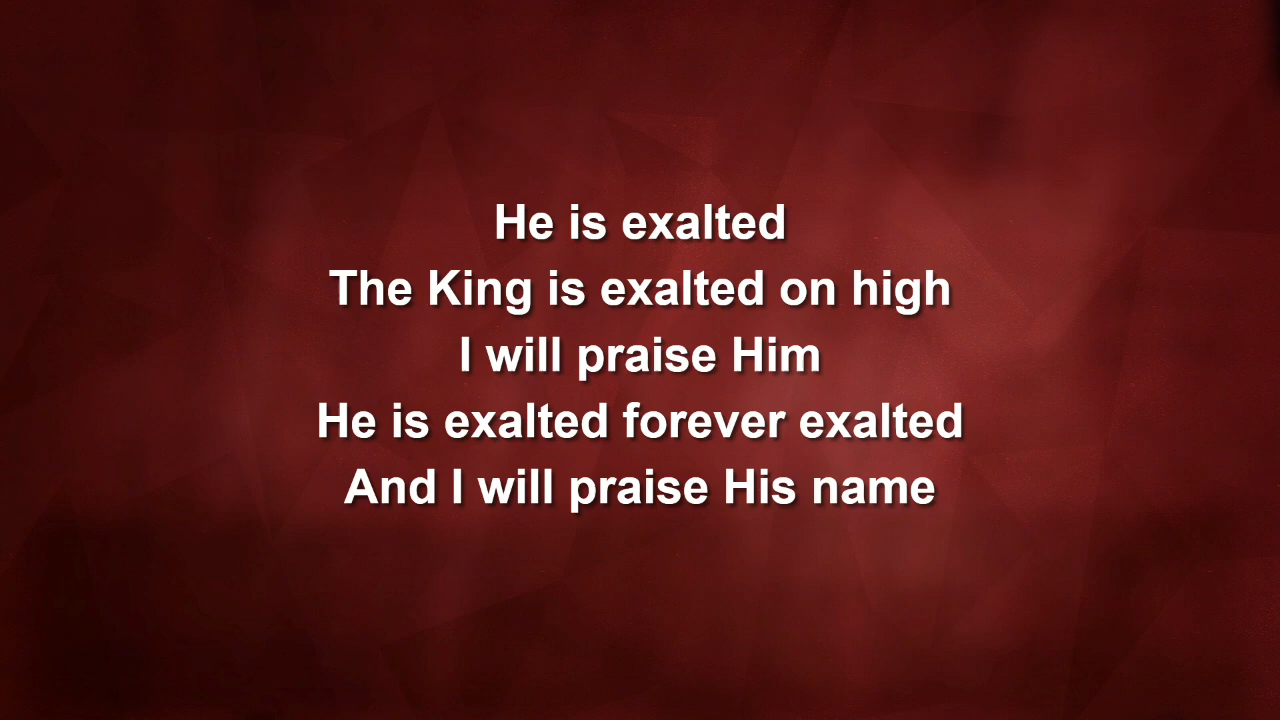 He is exalted
The King is exalted on high
I will praise Him
He is exalted forever exalted
And I will praise His name